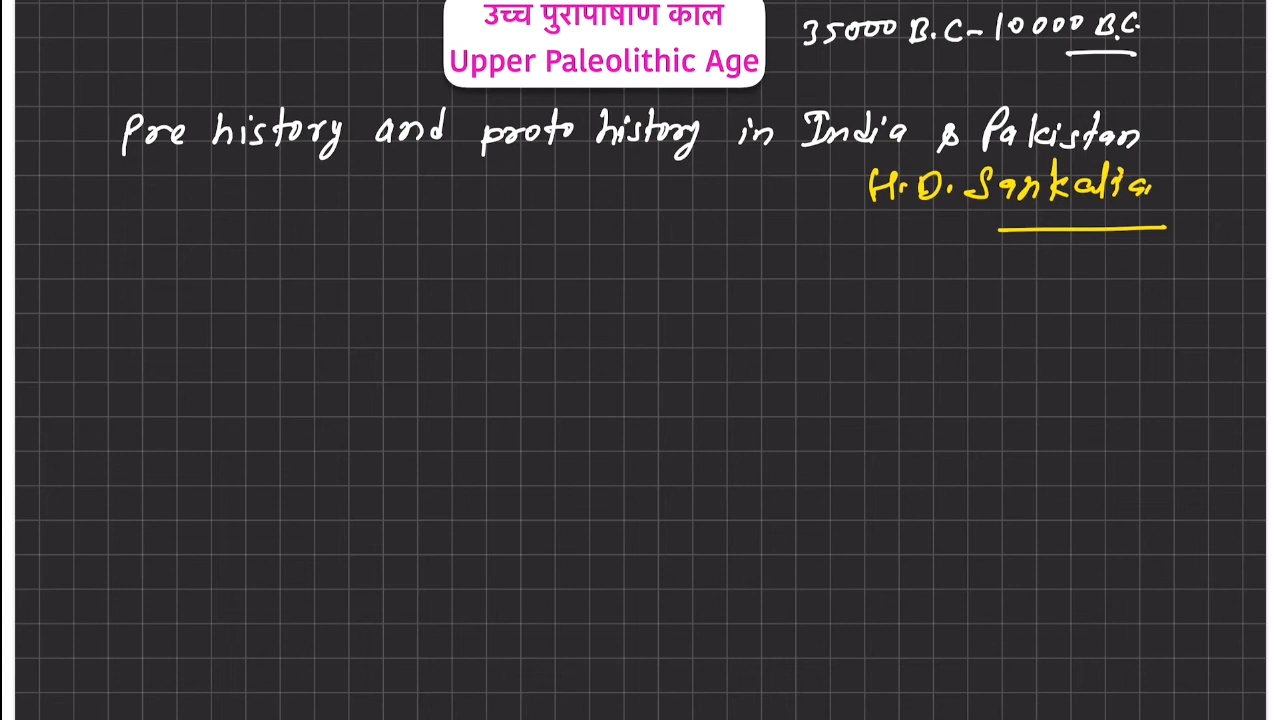 उच्च पुरापाषाण काल
Upper Paleolithic Age
35000 B.C - 10000 B.C.
Pre history and proto history in India & Pakistan
H.D. Sankalia.